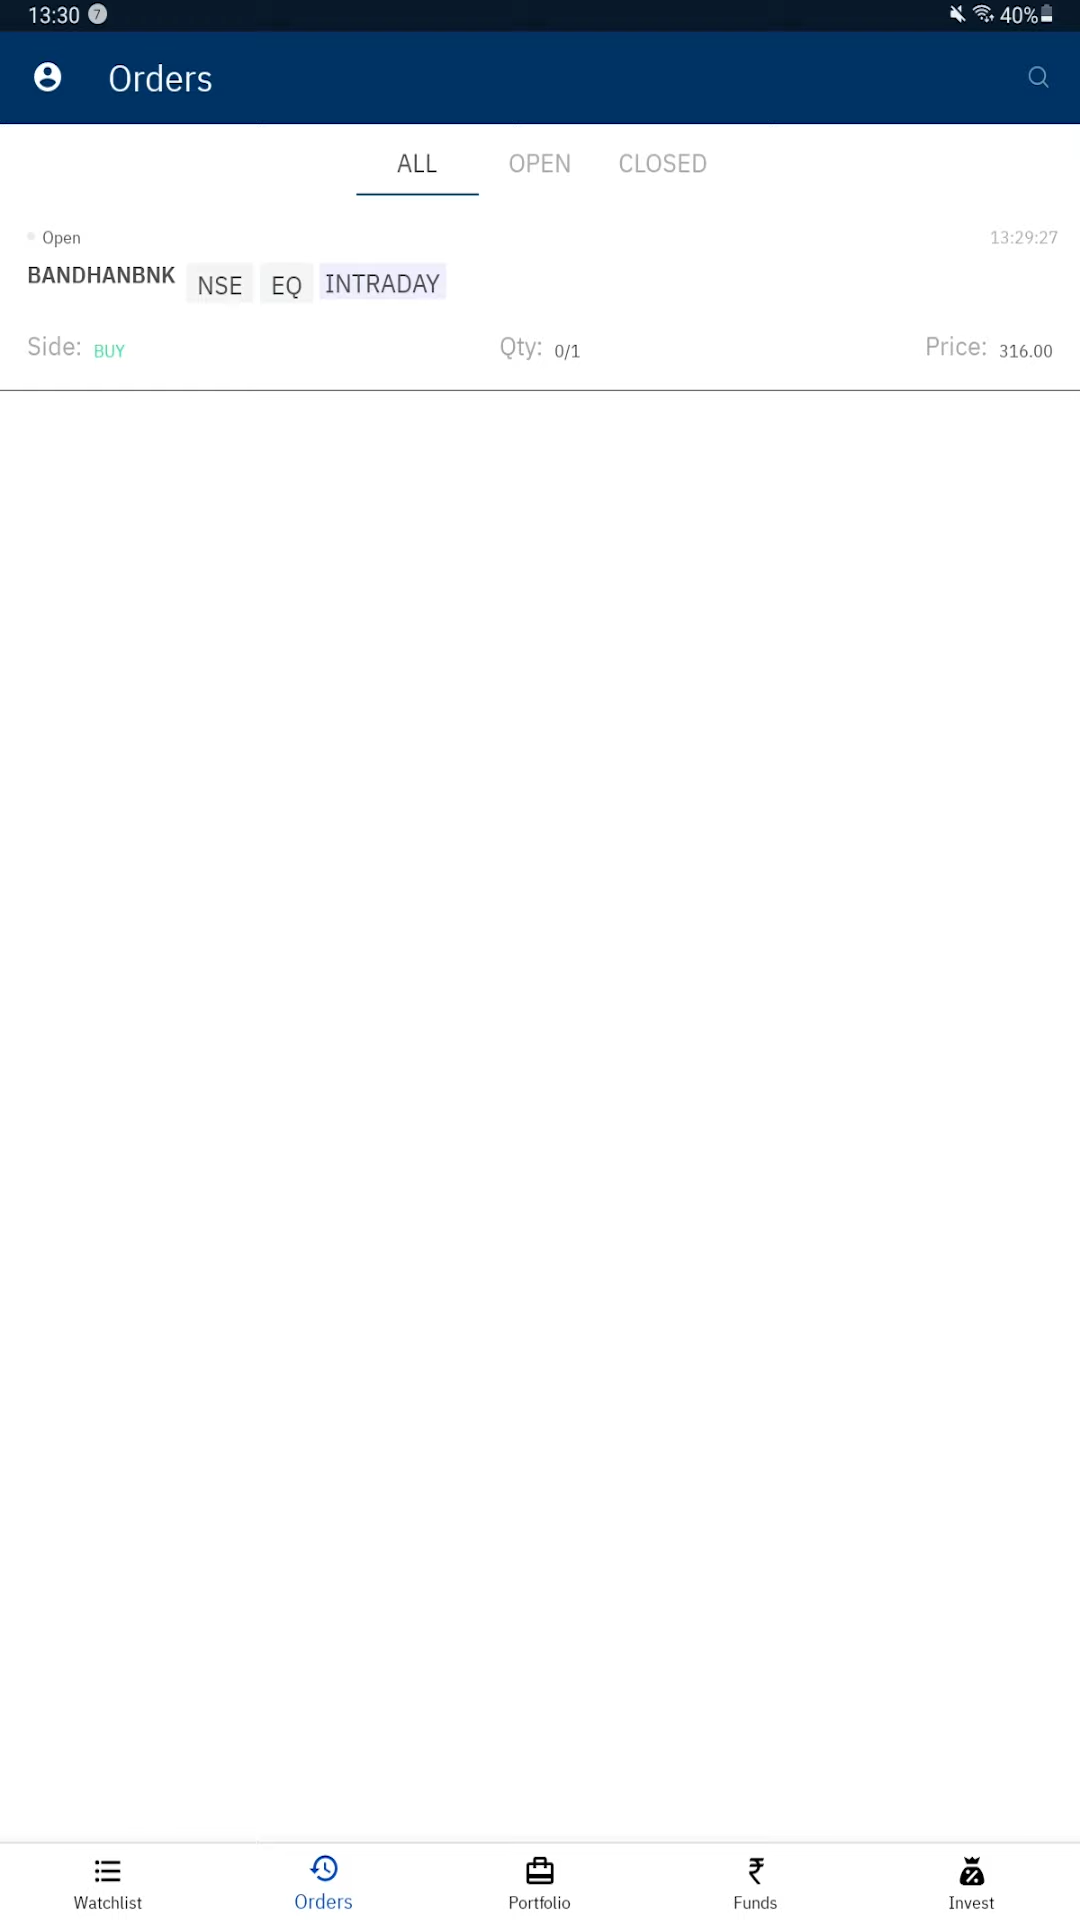 13:30 7 40%
Orders
ALL OPEN CLOSED
Open 13:29:27
BANDHANBNK NSE EQ INTRADAY
Side: BUY Qty: 0/1 Price: 316.00
Watchlist Orders Portfolio Funds Invest